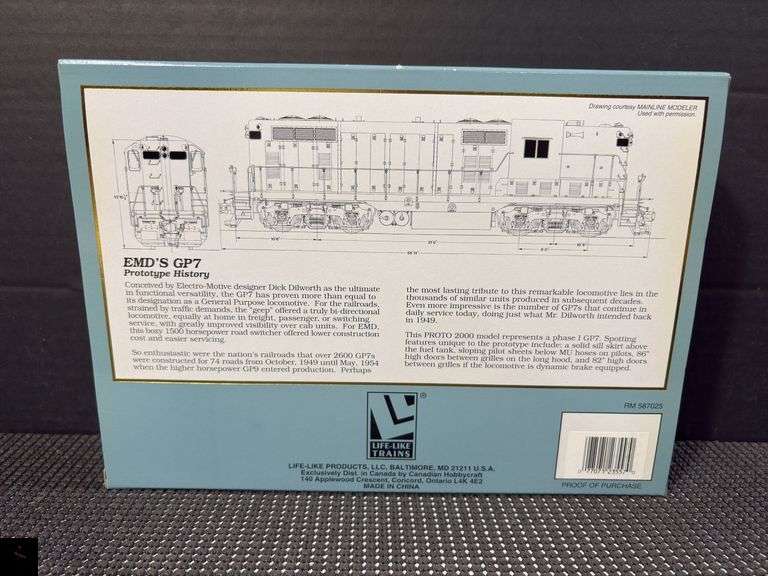 Drawing courtesy MAINLINE MODELER
Used with permission.
EMD'S GP7
Prototype History
Conceived by Electro-Motive designer Dick Dilworth as the ultimate
in functional versatility, the GP7 has proven more than equal to
its designation as a General Purpose locomotive. For the railroads,
strained by traffic demands, the "geep" offered a truly bi-directional
locomotive, equally at home in freight, passenger, or switching
service, with greatly improved visibility over cab units. For EMD,
this boxy 1500 horsepower road switcher offered lower construction
cost and easier servicing.
So enthusiastic were the nation's railroads that over 2600 GP7s
were constructed for 74 roads from October, 1949 until May, 1954
when the higher horsepower GP9 entered production. Perhaps
the most lasting tribute to this remarkable locomotive lies in the
thousands of similar units produced in subsequent decades.
Even more impressive is the number of GP7s that continue in
daily service today, doing just what Mr. Dilworth intended back
in 1949.
This PROTO 2000 model represents a phase I GP7. Spotting
features unique to the prototype include: a solid sill skirt above
the fuel tank, sloping pilot sheets below MU hoses on pilots, 86"
high doors between grilles on the long hood, and 82" high doors
between grilles if the locomotive is dynamic brake equipped.
LIFE-LIKE
TRAINS
®
RM 587025
LIFE-LIKE PRODUCTS, LLC, BALTIMORE, MD 21211 U.S.A.
Exclusively Dist. in Canada by Canadian Hobbycraft
140 Applewood Crescent, Concord, Ontario L4K 4E2
MADE IN CHINA
PROOF OF PURCHASE